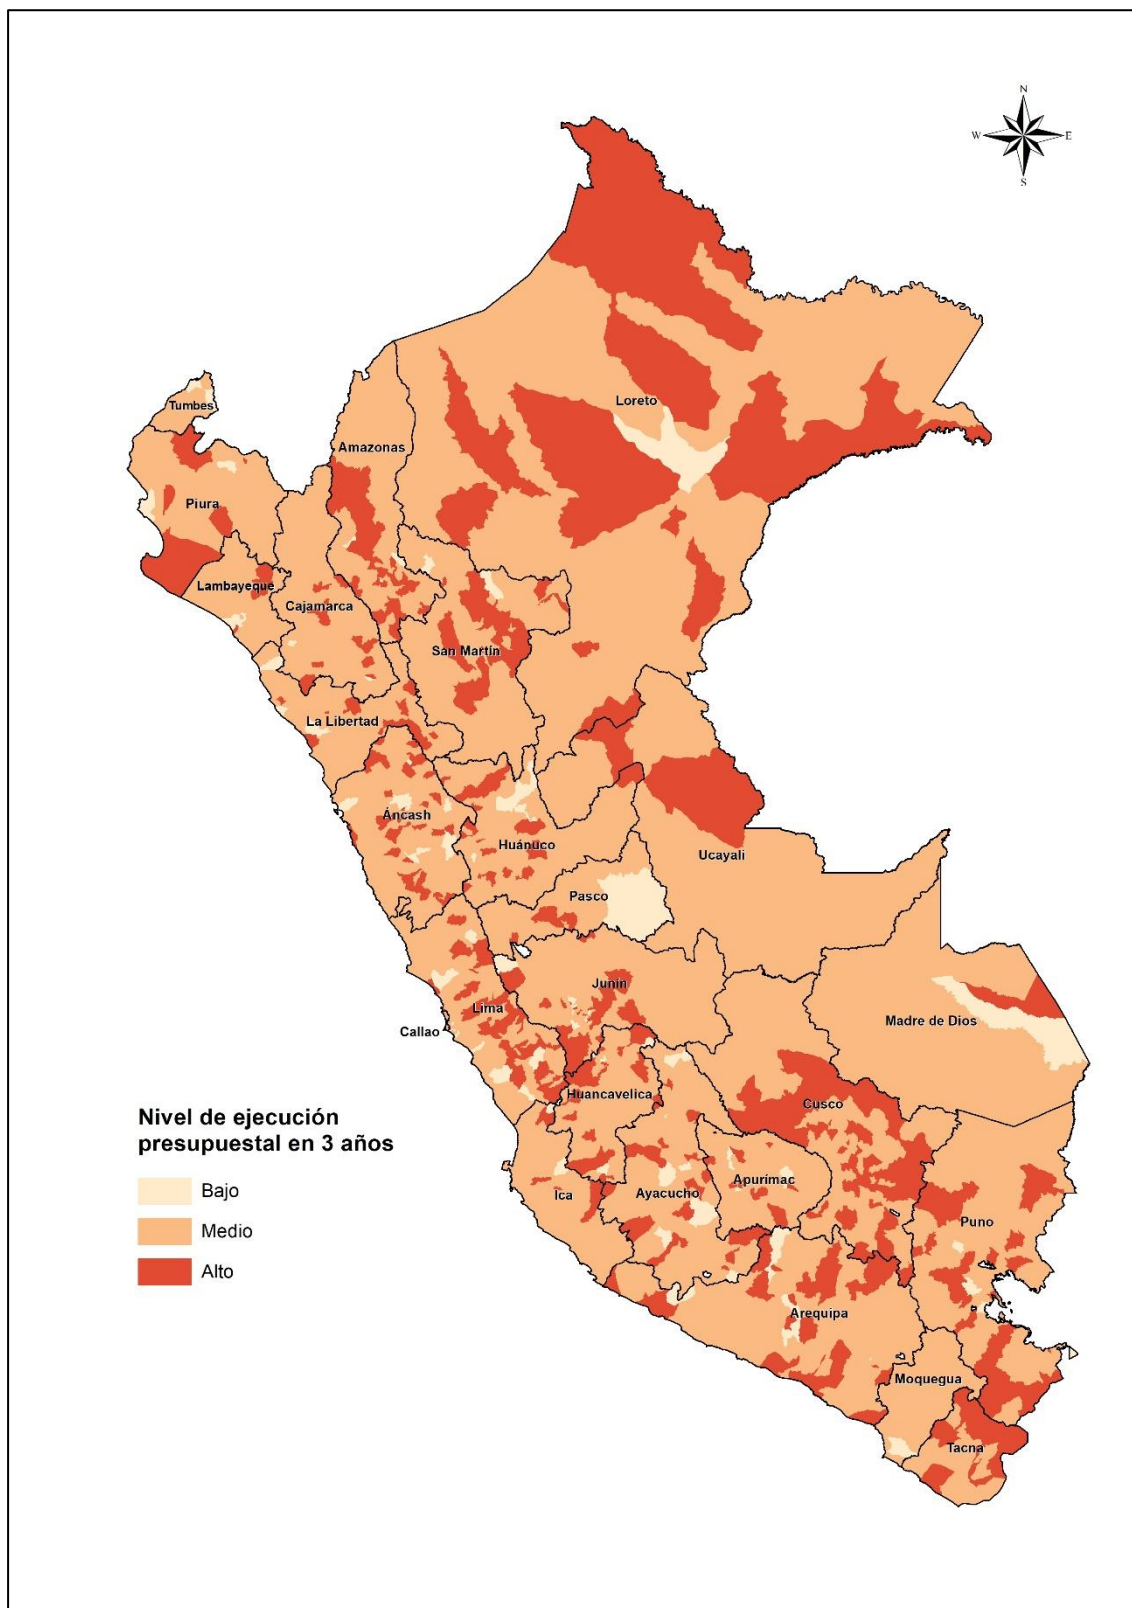 N
W
E
S
Loreto
Tumbes
Amazonas
Piura
Lambayeque
Cajamarca
San Martín
La Libertad
Áncash
Huánuco
Ucayali
Pasco
Junín
Lima
Callao
Madre de Dios
Huancavelica
Cusco
Ica
Ayacucho
Apurímac
Puno
Arequipa
Moquegua
Tacna
Nivel de ejecución
presupuestal en 3 años
Bajo
Medio
Alto